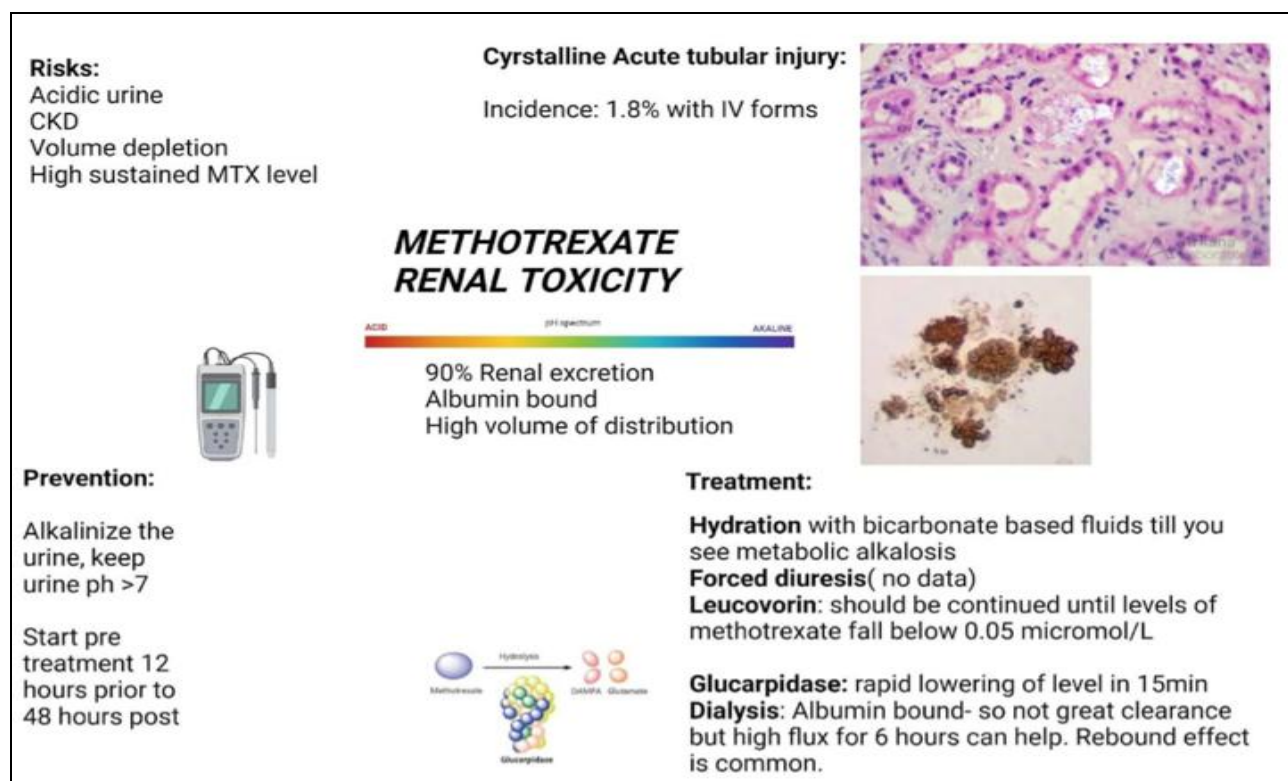 Risks:
Acidic urine
CKD
Volume depletion
High sustained MTX level
Cyrstalline Acute tubular injury:
Incidence: 1.8% with IV forms
METHOTREXATE
RENAL TOXICITY
ACID
pH spectrum
AKALINE
90% Renal excretion
Albumin bound
High volume of distribution
Prevention:
Alkalinize the
urine, keep
urine ph >7
Start pre
treatment 12
hours prior to
48 hours post
Hydrolysis
Methotrexate
DAMPA Glutamate
Glucarpidase
Treatment:
Hydration with bicarbonate based fluids till you
see metabolic alkalosis
Forced diuresis( no data)
Leucovorin: should be continued until levels of
methotrexate fall below 0.05 micromol/L
Glucarpidase: rapid lowering of level in 15min
Dialysis: Albumin bound- so not great clearance
but high flux for 6 hours can help. Rebound effect
is common.